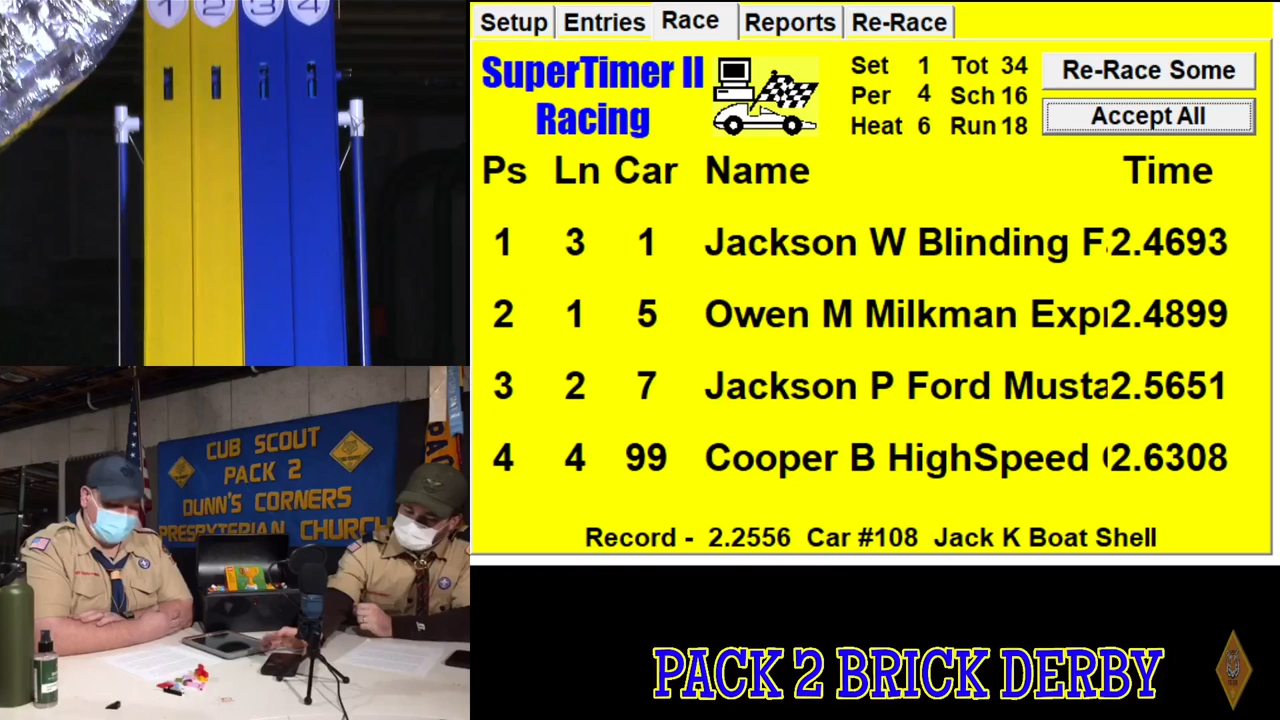 1 2 3 4
CUB SCOUT
PACK 2
DUNN'S CORNERS
PRESBYTERIAN CHURCH
PA
Setup Entries Race Reports Re-Race
SuperTimer II
Racing
Set 1 Tot 34
Per 4 Sch 16
Heat 6 Run 18
Re-Race Some
Accept All
Ps Ln Car Name Time
1 3 1 Jackson W Blinding F 2.4693
2 1 5 Owen M Milkman Exp 2.4899
3 2 7 Jackson P Ford Musta 2.5651
4 4 99 Cooper B HighSpeed 2.6308
Record - 2.2556 Car #108 Jack K Boat Shell
PACK 2 BRICK DERBY